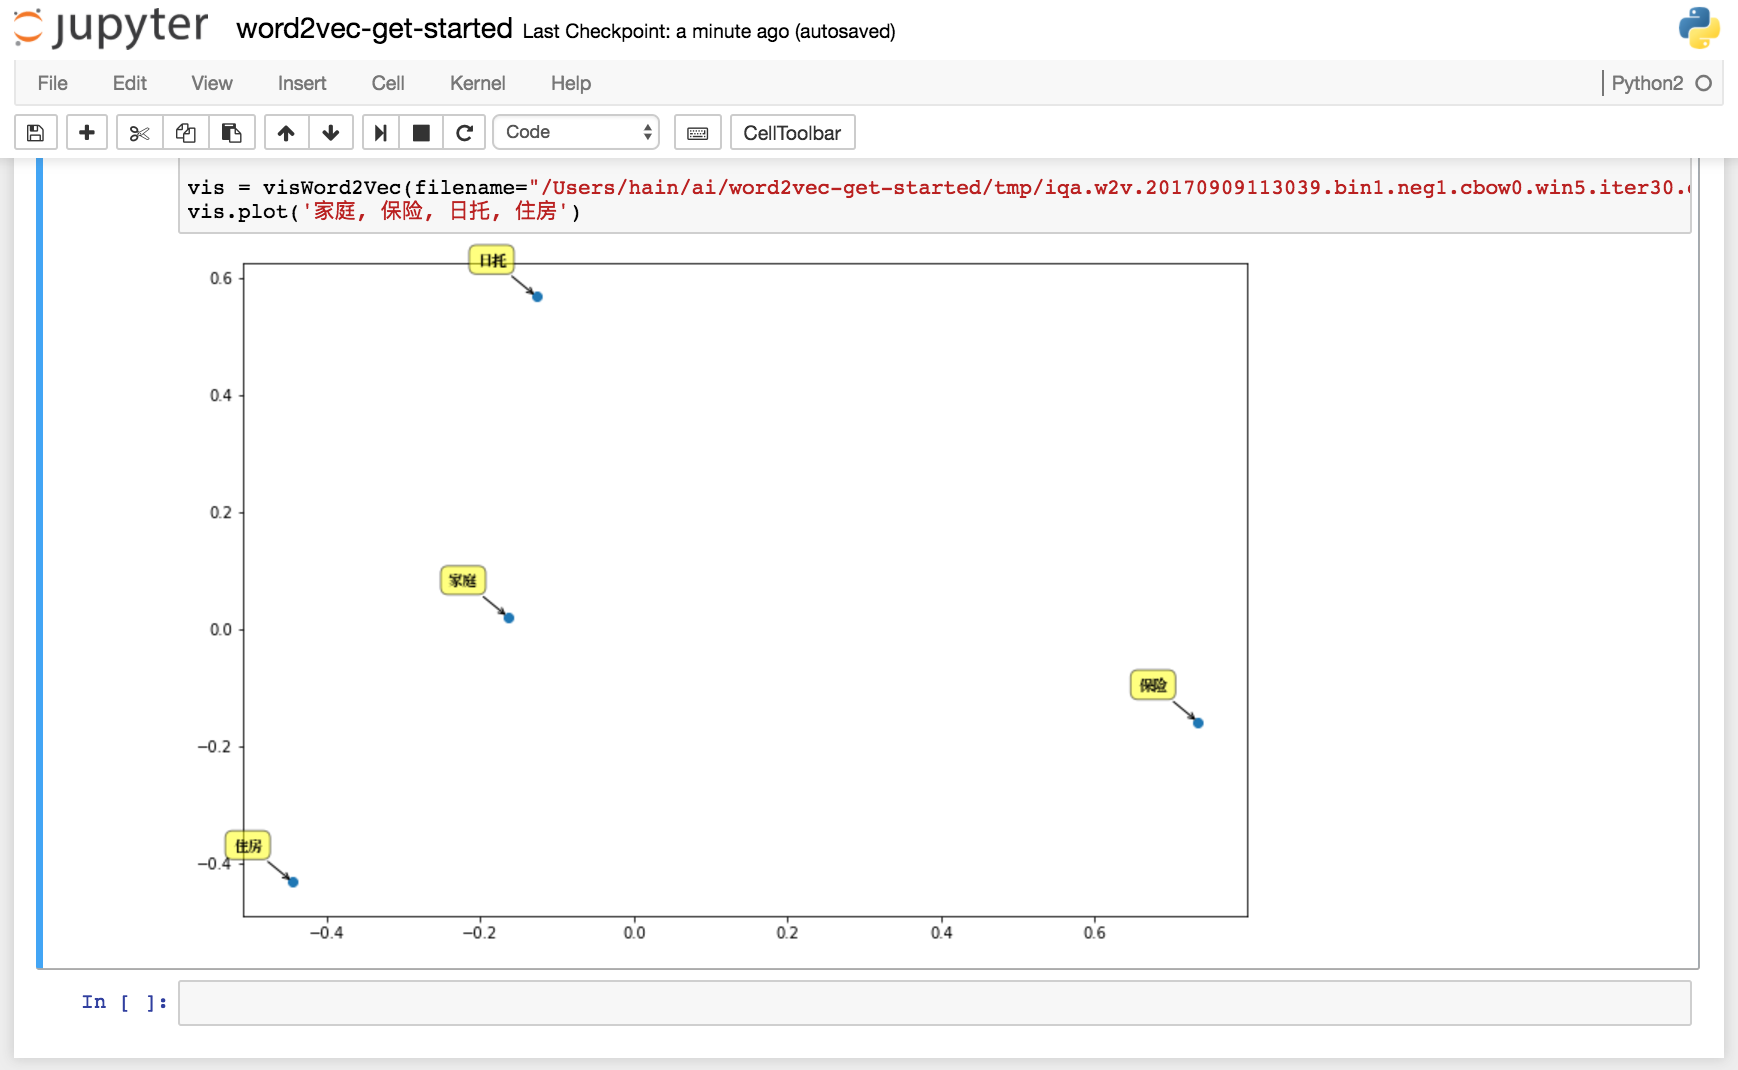 jupyter word2vec-get-started Last Checkpoint: a minute ago (autosaved)
File Edit View Insert Cell Kernel Help Python2
Code CellToolbar
vis = visWord2Vec(filename="/Users/hain/ai/word2vec-get-started/tmp/iqa.w2v.20170909113039.bin1.neg1.cbow0.win5.iter30.
vis.plot('家庭, 保险, 日托, 住房')
日托
0.6
0.4
0.2
家庭
0.0
保险
−0.2
住房
−0.4
−0.4 −0.2 0.0 0.2 0.4 0.6
In [ ]: